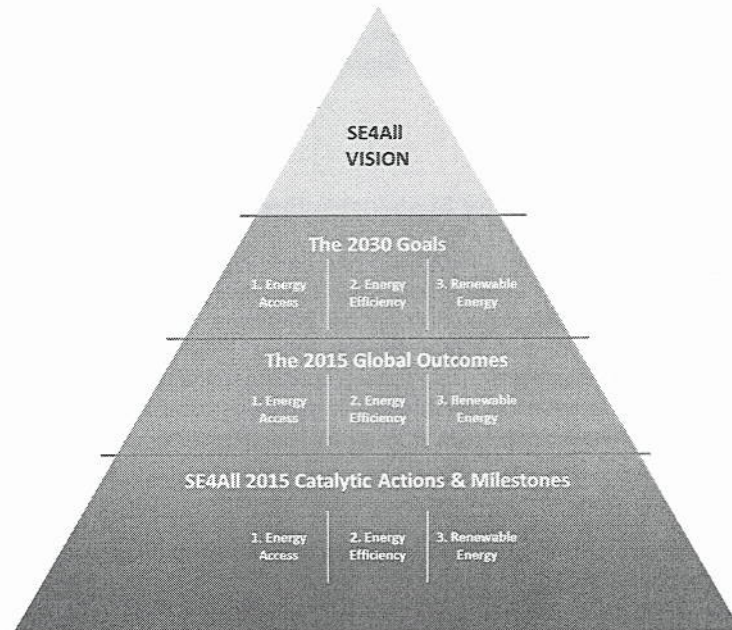 SE4All
VISION
The 2030 Goals
1. Energy
Access
2. Energy
Efficiency
3. Renewable
Energy
The 2015 Global Outcomes
1. Energy
Access
2. Energy
Efficiency
3. Renewable
Energy
SE4All 2015 Catalytic Actions & Milestones
1. Energy
Access
2. Energy
Efficiency
3. Renewable
Energy